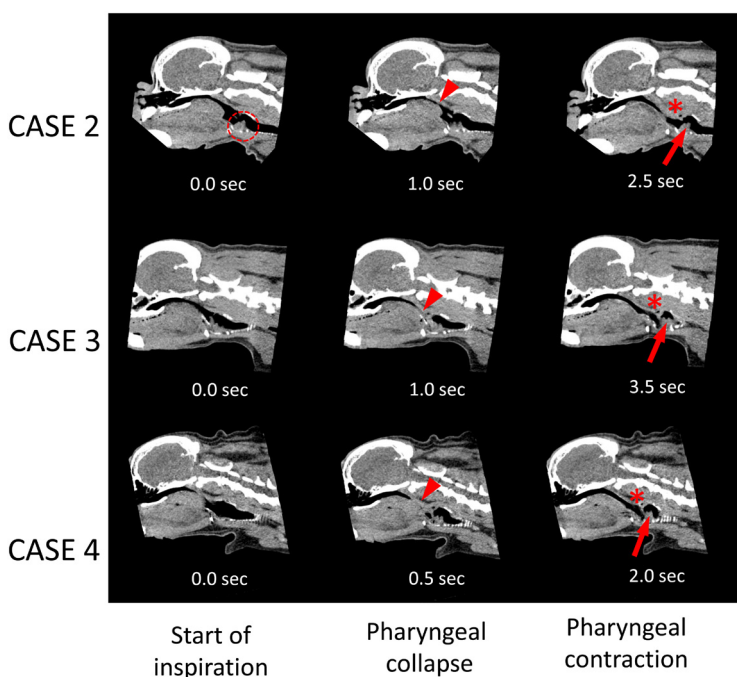 CASE 2
0.0 sec
1.0 sec
*
2.5 sec
CASE 3
0.0 sec
1.0 sec
*
3.5 sec
CASE 4
0.0 sec
0.5 sec
*
2.0 sec
Start of
inspiration
Pharyngeal
collapse
Pharyngeal
contraction